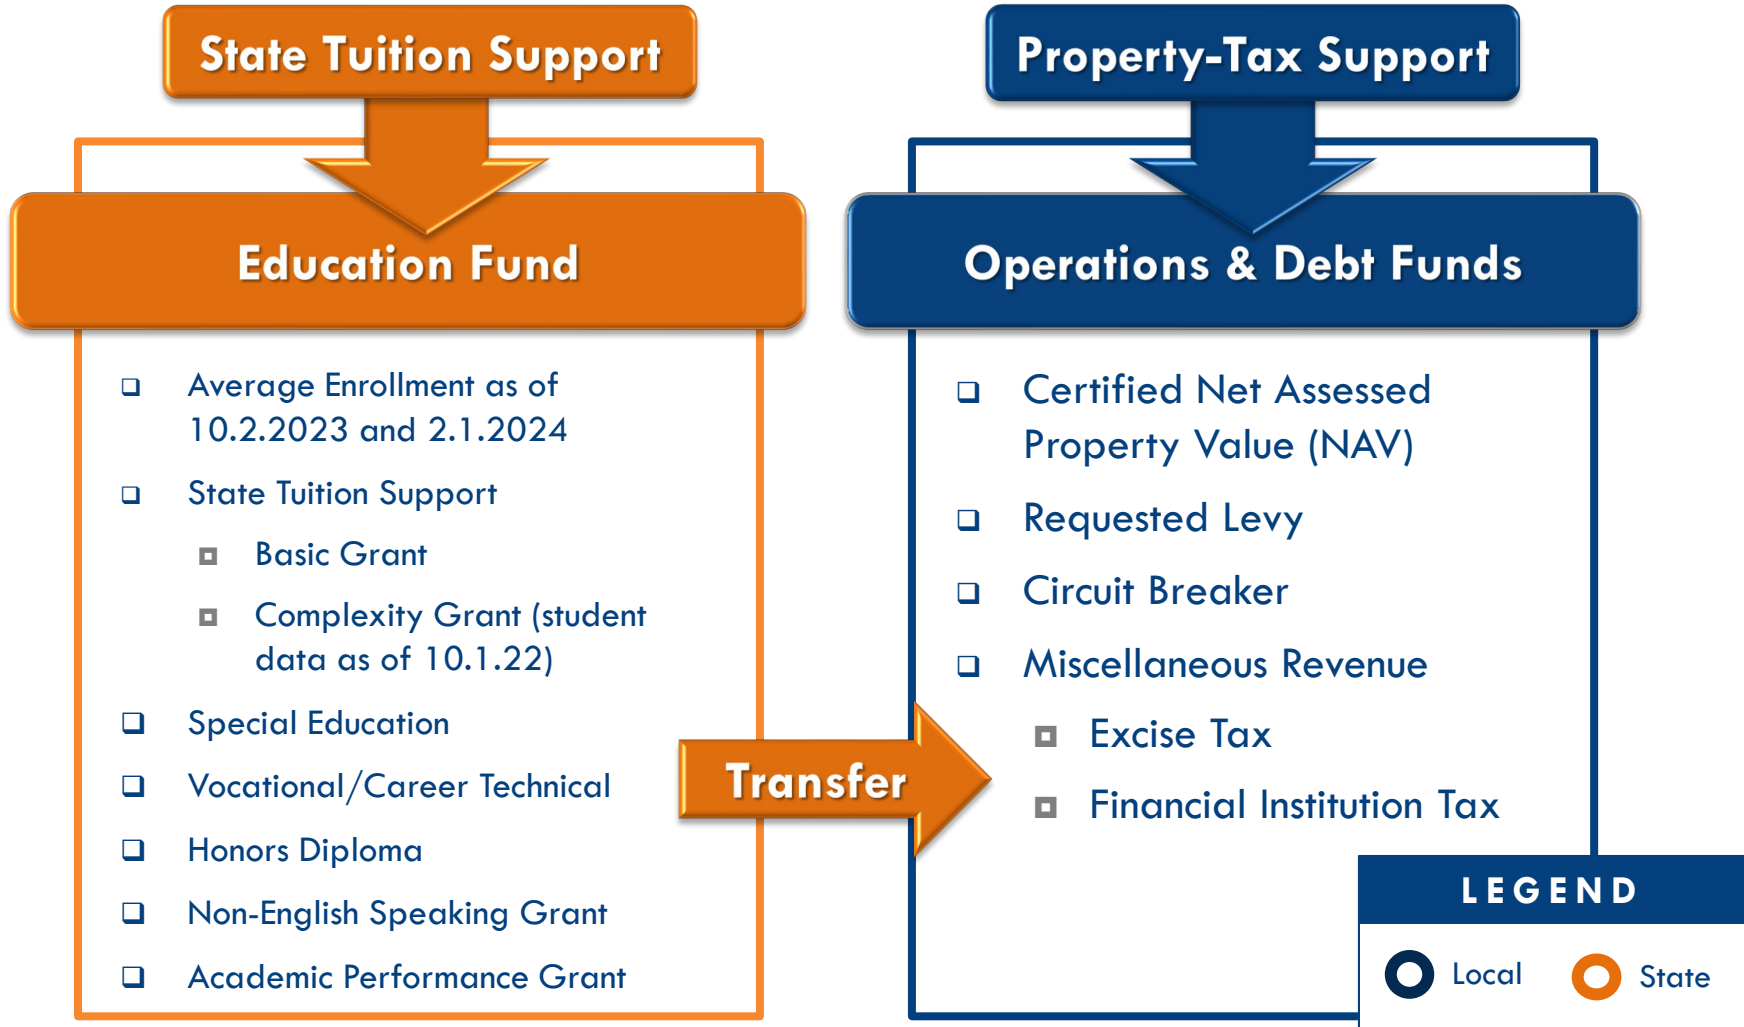 State Tuition Support
Education Fund
Average Enrollment as of
10.2.2023 and 2.1.2024
State Tuition Support
Basic Grant
Complexity Grant (student
data as of 10.1.22)
Special Education
Vocational/Career Technical
Honors Diploma
Non-English Speaking Grant
Academic Performance Grant
Transfer
Property-Tax Support
Operations & Debt Funds
Certified Net Assessed
Property Value (NAV)
Requested Levy
Circuit Breaker
Miscellaneous Revenue
Excise Tax
Financial Institution Tax
LEGEND
Local
State